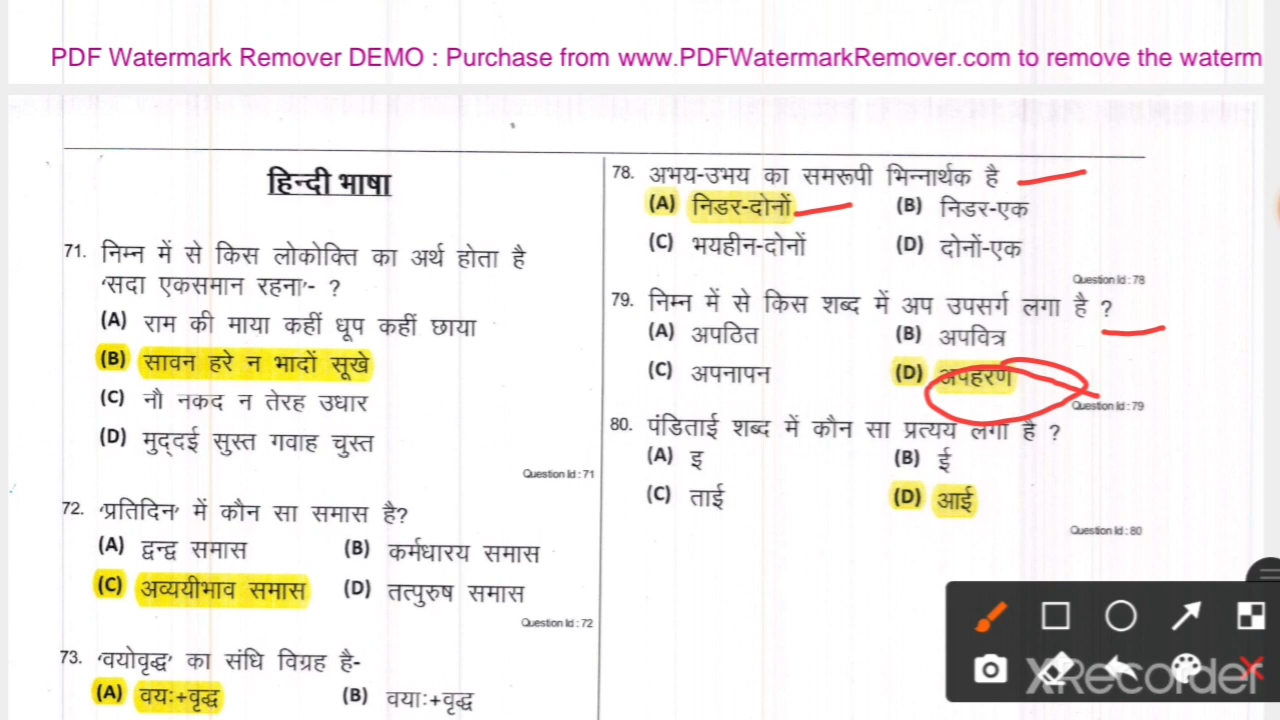 PDF Watermark Remover DEMO : Purchase from www.PDFWatermarkRemover.com to remove the waterm
हिन्दी भाषा
71. निम्न में से किस लोकोक्ति का अर्थ होता है
'सदा एकसमान रहना'- ?
(A) राम की माया कहीं धूप कहीं छाया
(B) सावन हरे न भादों सूखे
(C) नौ नकद न तेरह उधार
(D) मुद्दई सुस्त गवाह चुस्त
Question Id : 71
72. 'प्रतिदिन' में कौन सा समास है?
(A) द्वन्द्व समास (B) कर्मधारय समास
(C) अव्ययीभाव समास (D) तत्पुरुष समास
Question Id : 72
73. 'वयोवृद्ध' का संधि विग्रह है-
(A) वयः+वृद्ध (B) वयाः+वृद्ध
78. अभय-उभय का समरूपी भिन्नार्थक है
(A) निडर-दोनों (B) निडर-एक
(C) भयहीन-दोनों (D) दोनों-एक
Question Id : 78
79. निम्न में से किस शब्द में अप उपसर्ग लगा है ?
(A) अपठित (B) अपवित्र
(C) अपनापन (D) अपहरण
Question Id : 79
80. पंडिताई शब्द में कौन सा प्रत्यय लगा है ?
(A) इ (B) ई
(C) ताई (D) आई
Question Id : 80
XRecorder